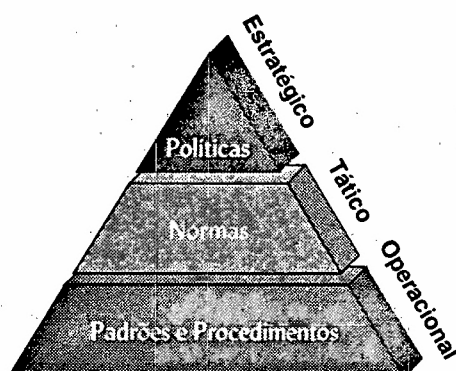 Estratégico
Políticas
Tático
Normas
Operacional
Padrões e Procedimentos